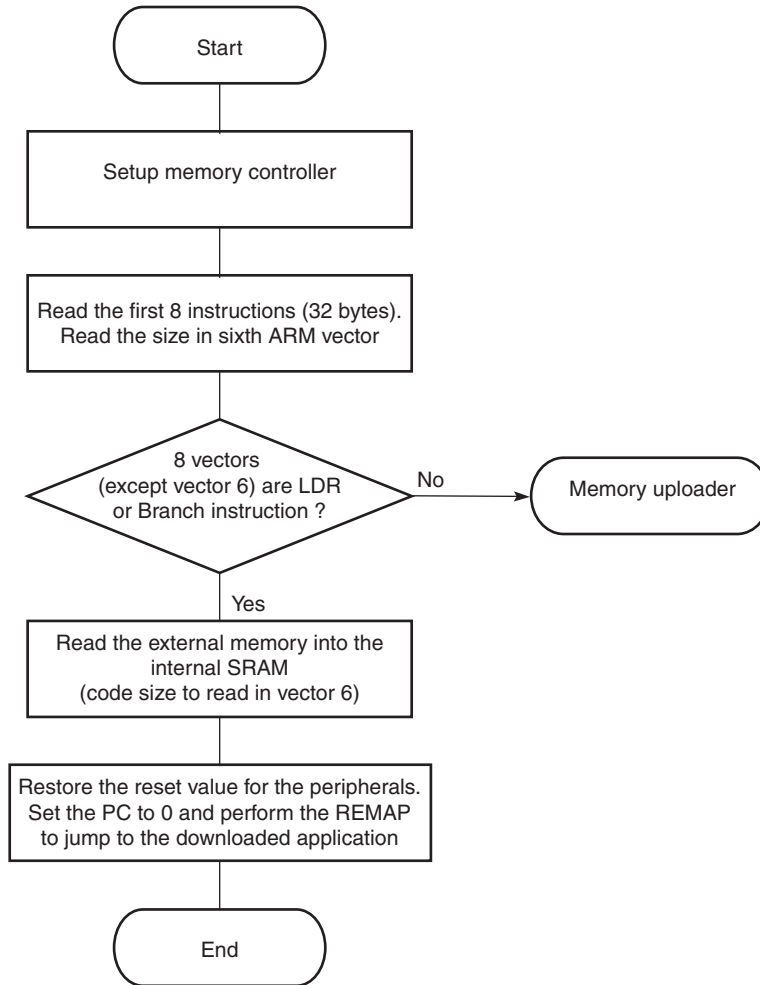 Start
Setup memory controller
Read the first 8 instructions (32 bytes).
Read the size in sixth ARM vector
8 vectors
(except vector 6) are LDR
or Branch instruction ?
No
Memory uploader
Yes
Read the external memory into the
internal SRAM
(code size to read in vector 6)
Restore the reset value for the peripherals.
Set the PC to 0 and perform the REMAP
to jump to the downloaded application
End